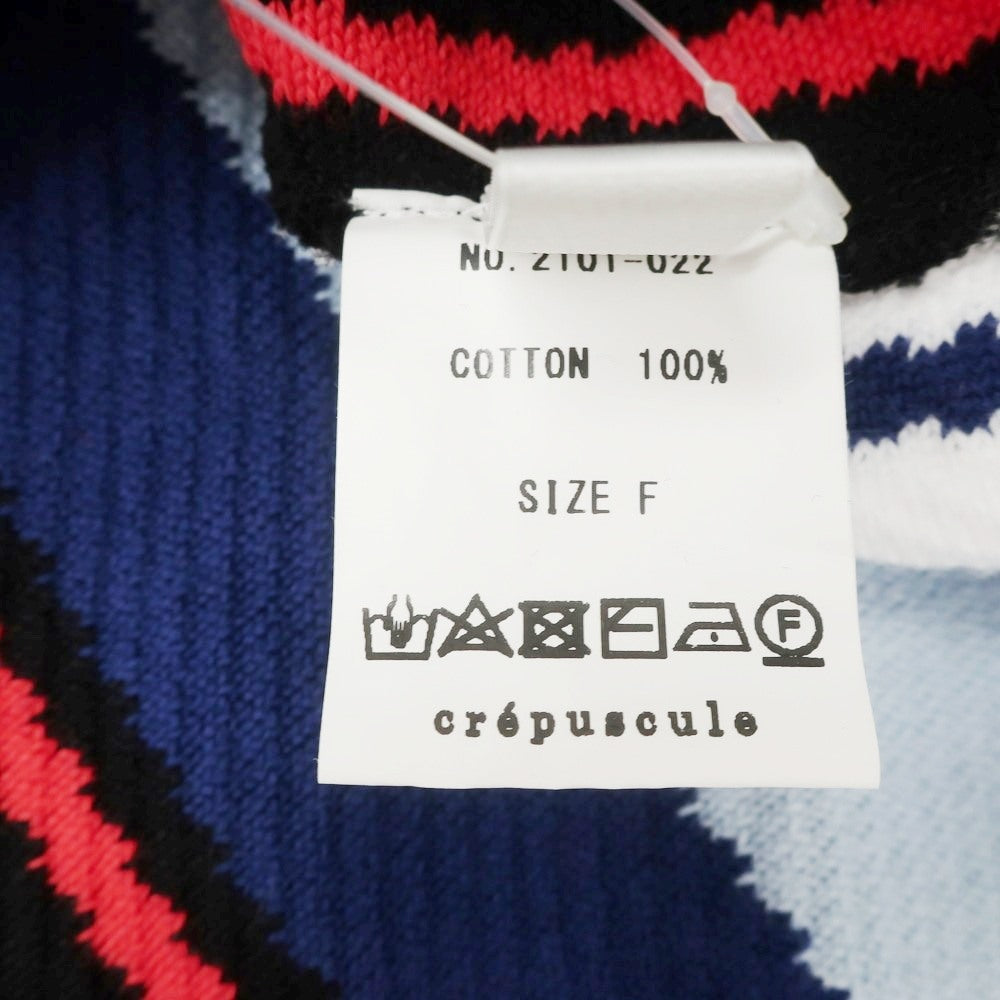 NO. 2101-022
COTTON 100%
SIZE F
F
crépuscule